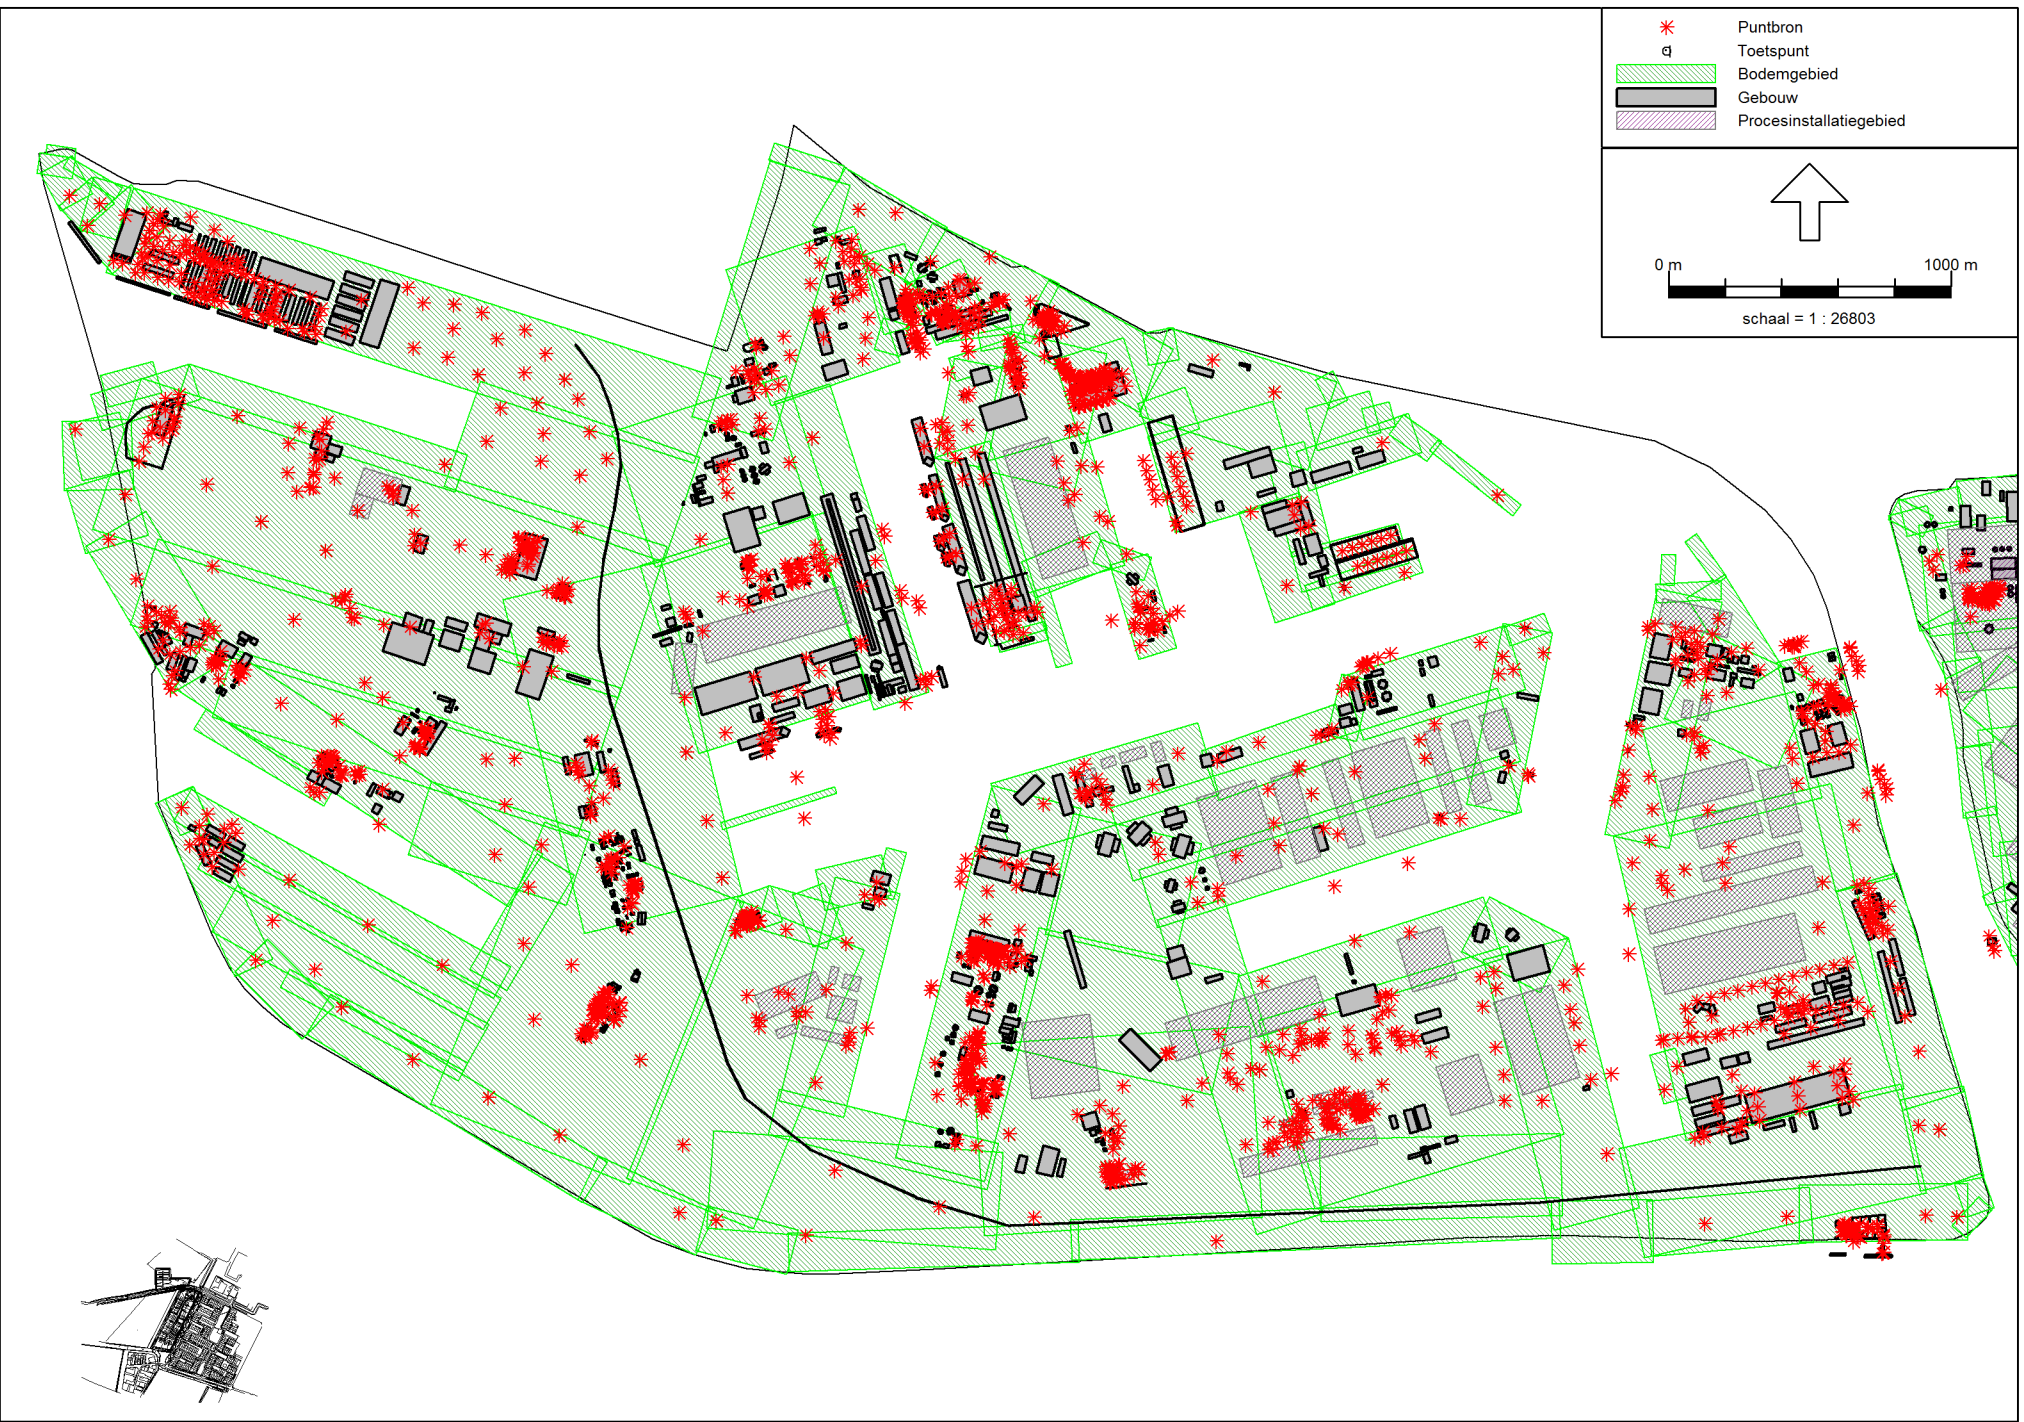 Puntbron
Toetspunt
Bodemgebied
Gebouw
Procesinstallatiegebied
0 m 1000 m
schaal = 1 : 26803